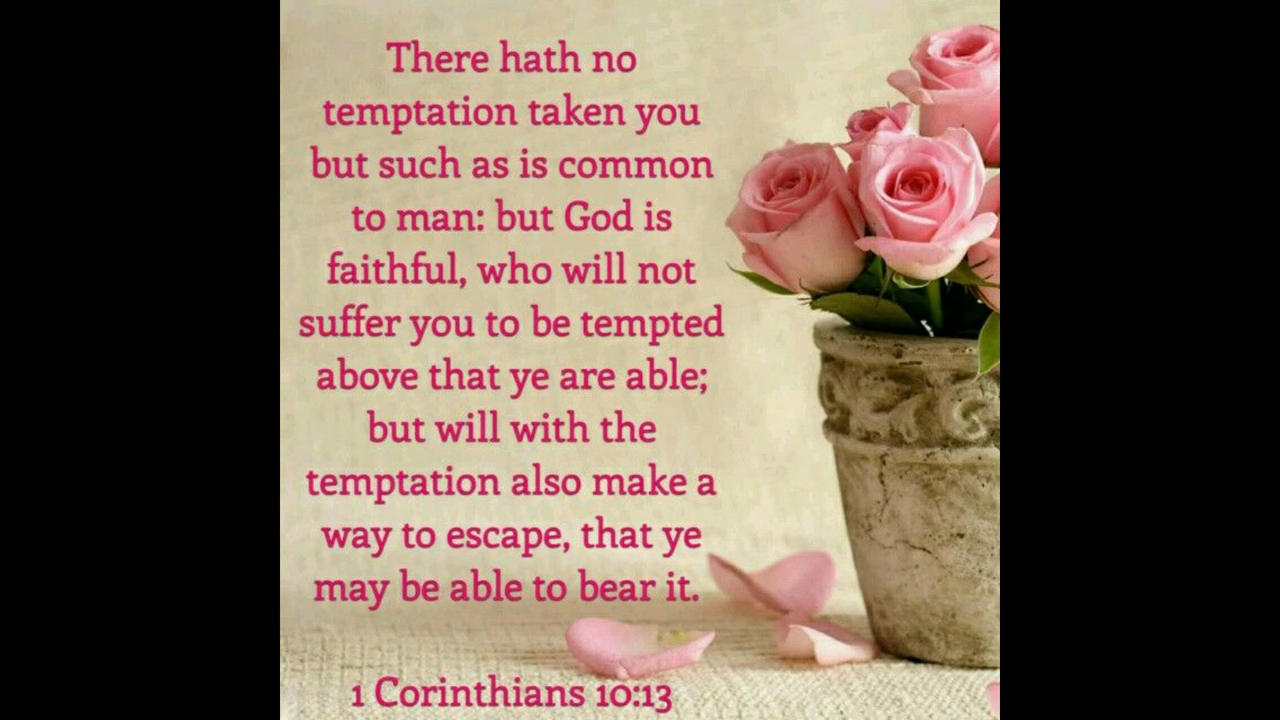 There hath no
temptation taken you
but such as is common
to man: but God is
faithful, who will not
suffer you to be tempted
above that ye are able;
but will with the
temptation also make a
way to escape, that ye
may be able to bear it.
1 Corinthians 10:13